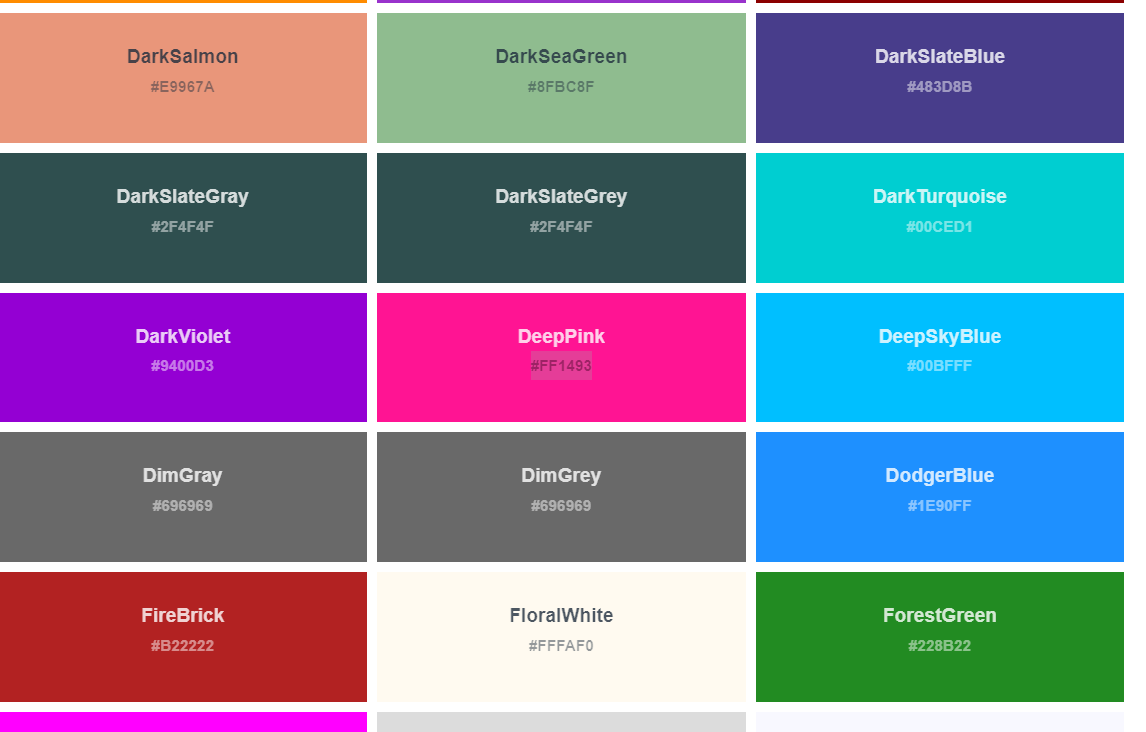 DarkSalmon
#E9967A
DarkSeaGreen
#8FBC8F
DarkSlateBlue
#483D8B
DarkSlateGray
#2F4F4F
DarkSlateGrey
#2F4F4F
DarkTurquoise
#00CED1
DarkViolet
#9400D3
DeepPink
#FF1493
DeepSkyBlue
#00BFFF
DimGray
#696969
DimGrey
#696969
DodgerBlue
#1E90FF
FireBrick
#B22222
FloralWhite
#FFFAF0
ForestGreen
#228B22